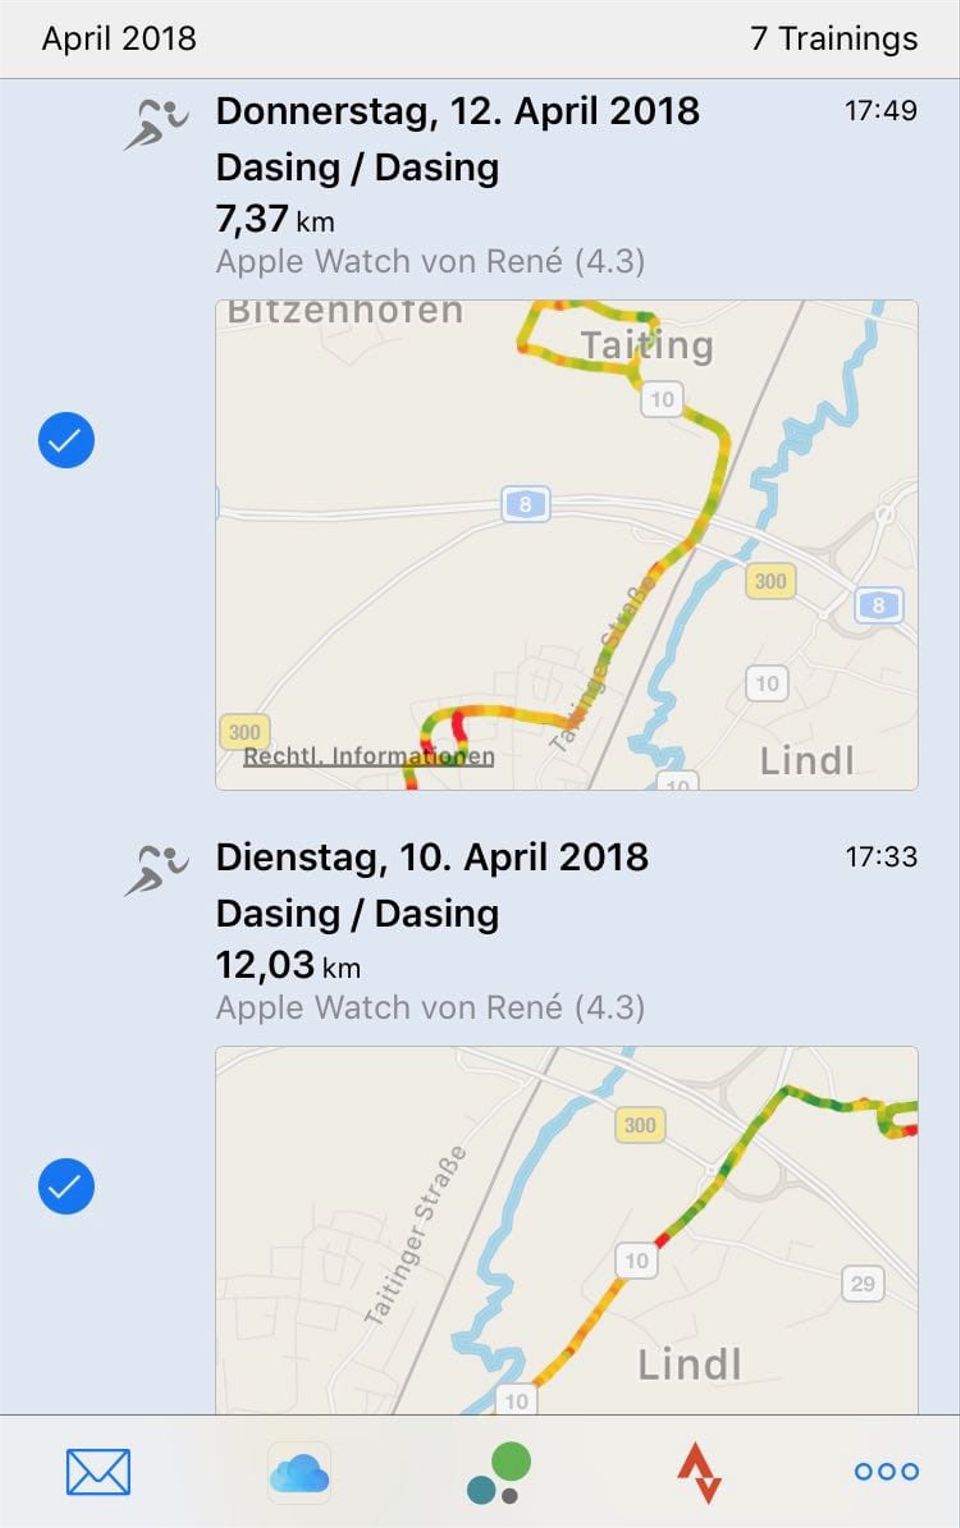 April 2018 7 Trainings
Donnerstag, 12. April 2018 17:49
Dasing / Dasing
7,37 km
Apple Watch von René (4.3)
Bitzenhofen
Taiting
10
8
300
8
Taitinger Straße
10
300
Rechtl. Informationen
Lindl
10
Dienstag, 10. April 2018 17:33
Dasing / Dasing
12,03 km
Apple Watch von René (4.3)
300
Taitinger Straße
10
29
Lindl
10